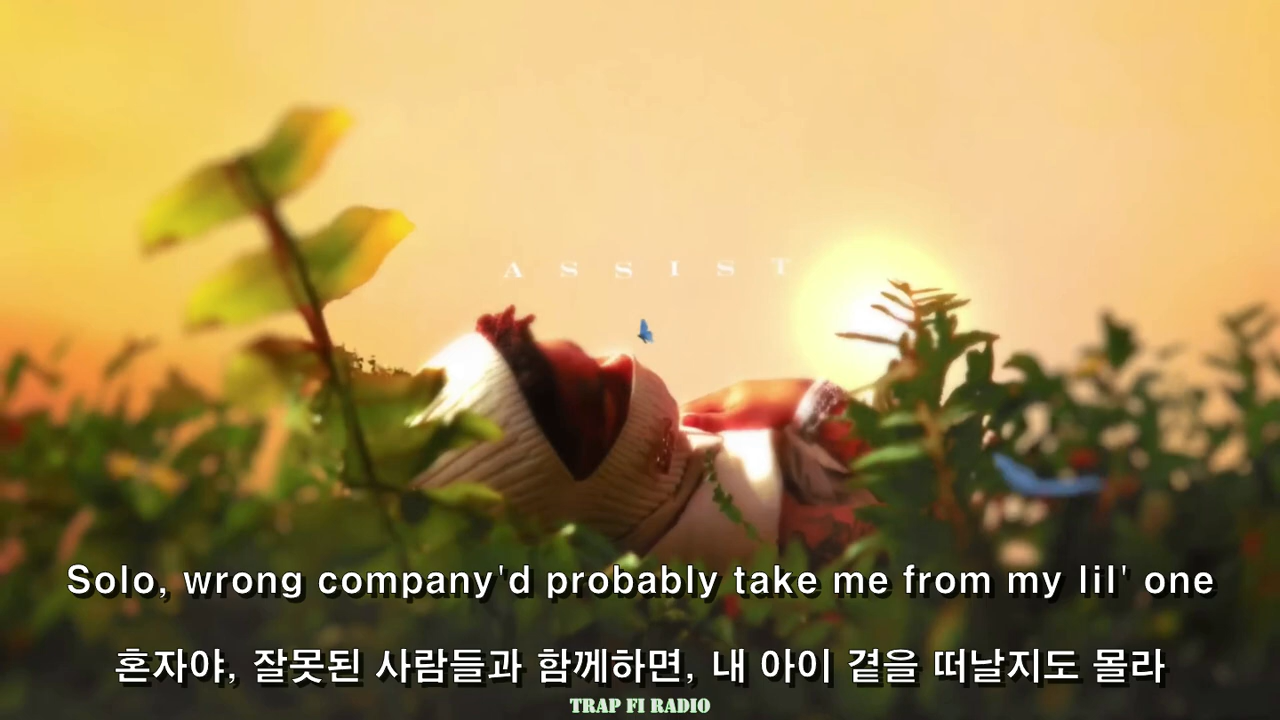 ASSIST
Solo, wrong company'd probably take me from my lil' one
혼자야, 잘못된 사람들과 함께하면, 내 아이 곁을 떠날지도 몰라
TRAP FI RADIO